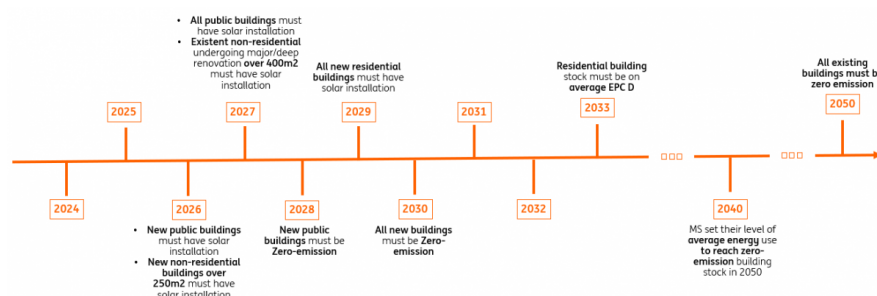 • All public buildings must
have solar installation
• Existent non-residential
undergoing major/deep
renovation over 400m2
must have solar
installation
All new residential
buildings must have
solar installation
Residential building
stock must be on
average EPC D
All existing
buildings must b
zero emission
2025
2027
2029
2031
2033
2050
2024
2026
2028
2030
2032
2040
• New public buildings
must have solar
installation
• New non-residential
buildings over
250m2 must have
solar installation
New public
buildings must be
Zero-emission
All new buildings
must be Zero-
emission
MS set their level of
average energy use
to reach zero-
emission building
stock in 2050